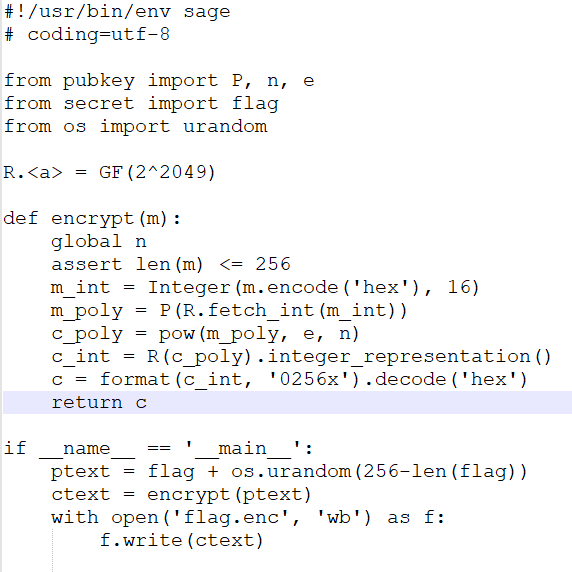 #!/usr/bin/env sage
# coding=utf-8
from pubkey import P, n, e
from secret import flag
from os import urandom
R.<a> = GF(2^2049)
def encrypt(m):
global n
assert len(m) <= 256
m_int = Integer(m.encode('hex'), 16)
m_poly = P(R.fetch_int(m_int))
c_poly = pow(m_poly, e, n)
c_int = R(c_poly).integer_representation()
c = format(c_int, '0256x').decode('hex')
return c
if __name__ == '__main__':
ptext = flag + os.urandom(256-len(flag))
ctext = encrypt(ptext)
with open('flag.enc', 'wb') as f:
f.write(ctext)